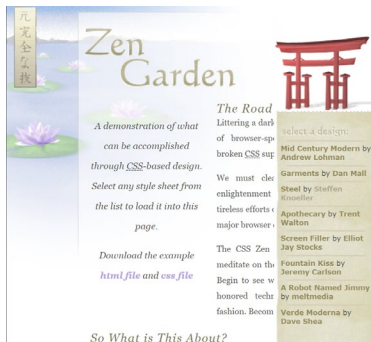 元完全な抜
Zen
Garden
A demonstration of what
can be accomplished
through CSS-based design.
Select any style sheet from
the list to load it into this
page.
Download the example
html file and css file
The Road
Littering a dark
of browser-spe
broken CSS sup
We must clea
enlightenment
tireless efforts o
major browser
The CSS Zen
meditate on the
Begin to see w
honored techn
fashion. Becom
So What is This About?
select a design:
Mid Century Modern by
Andrew Lohman
Garments by Dan Mall
Steel by Steffen
Knoeller
Apothecary by Trent
Walton
Screen Filler by Elliot
Jay Stocks
Fountain Kiss by
Jeremy Carlson
A Robot Named Jimmy
by meltmedia
Verde Moderna by
Dave Shea